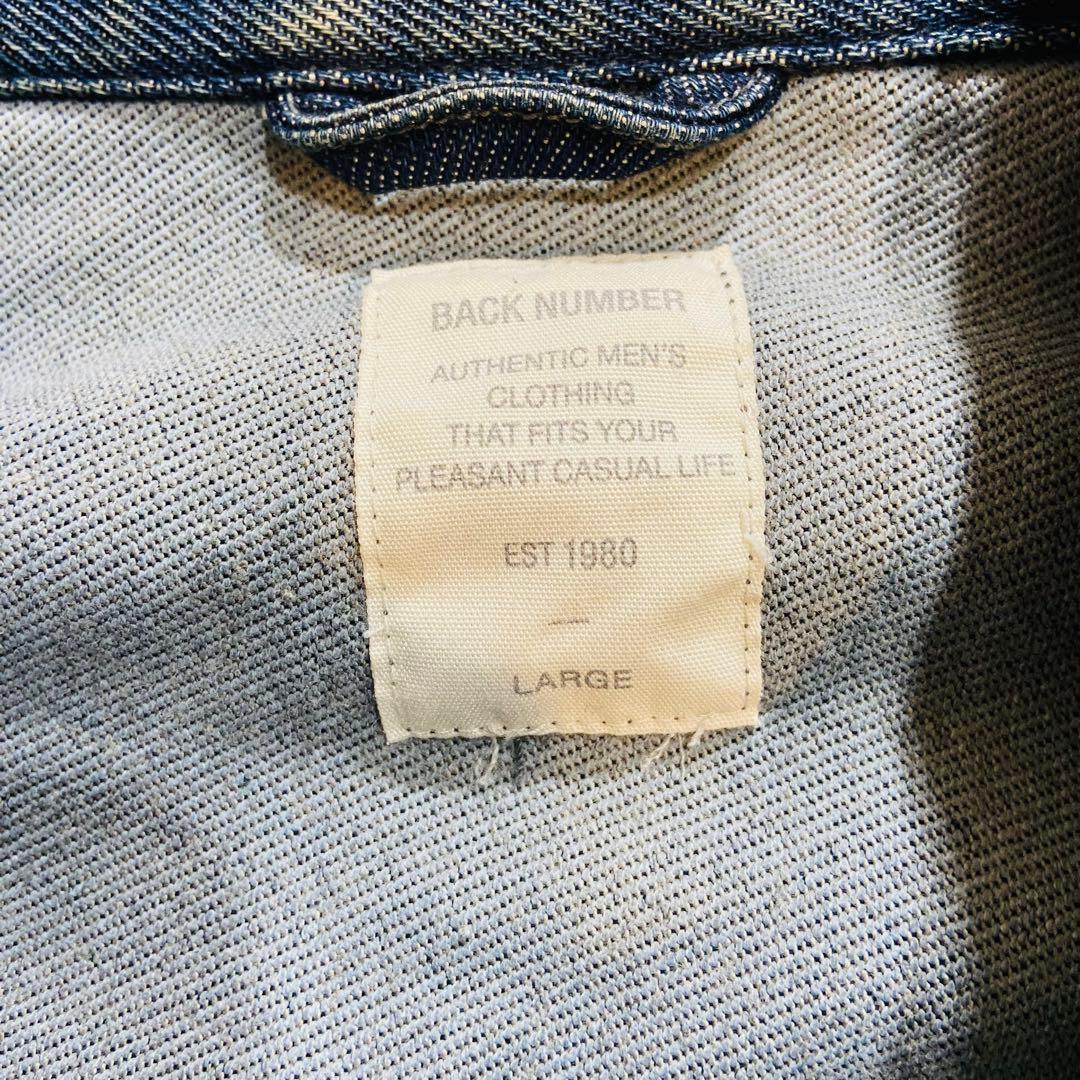 BACK NUMBER
AUTHENTIC MEN'S
CLOTHING
THAT FITS YOUR
PLEASANT CASUAL LIFE
EST 1980
—
LARGE